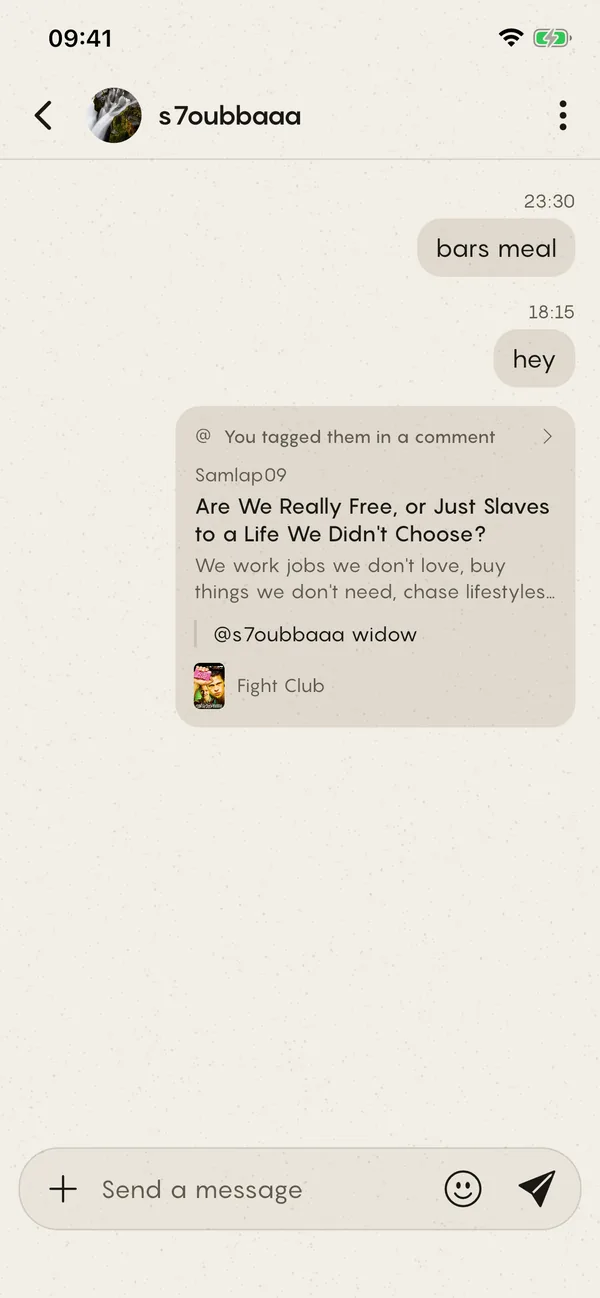 09:41
s7oubbaaa
23:30
bars meal
18:15
hey
@ You tagged them in a comment
Samlap09
Are We Really Free, or Just Slaves
to a Life We Didn't Choose?
We work jobs we don't love, buy
things we don't need, chase lifestyles…
@s7oubbaaa widow
Fight Club
Send a message